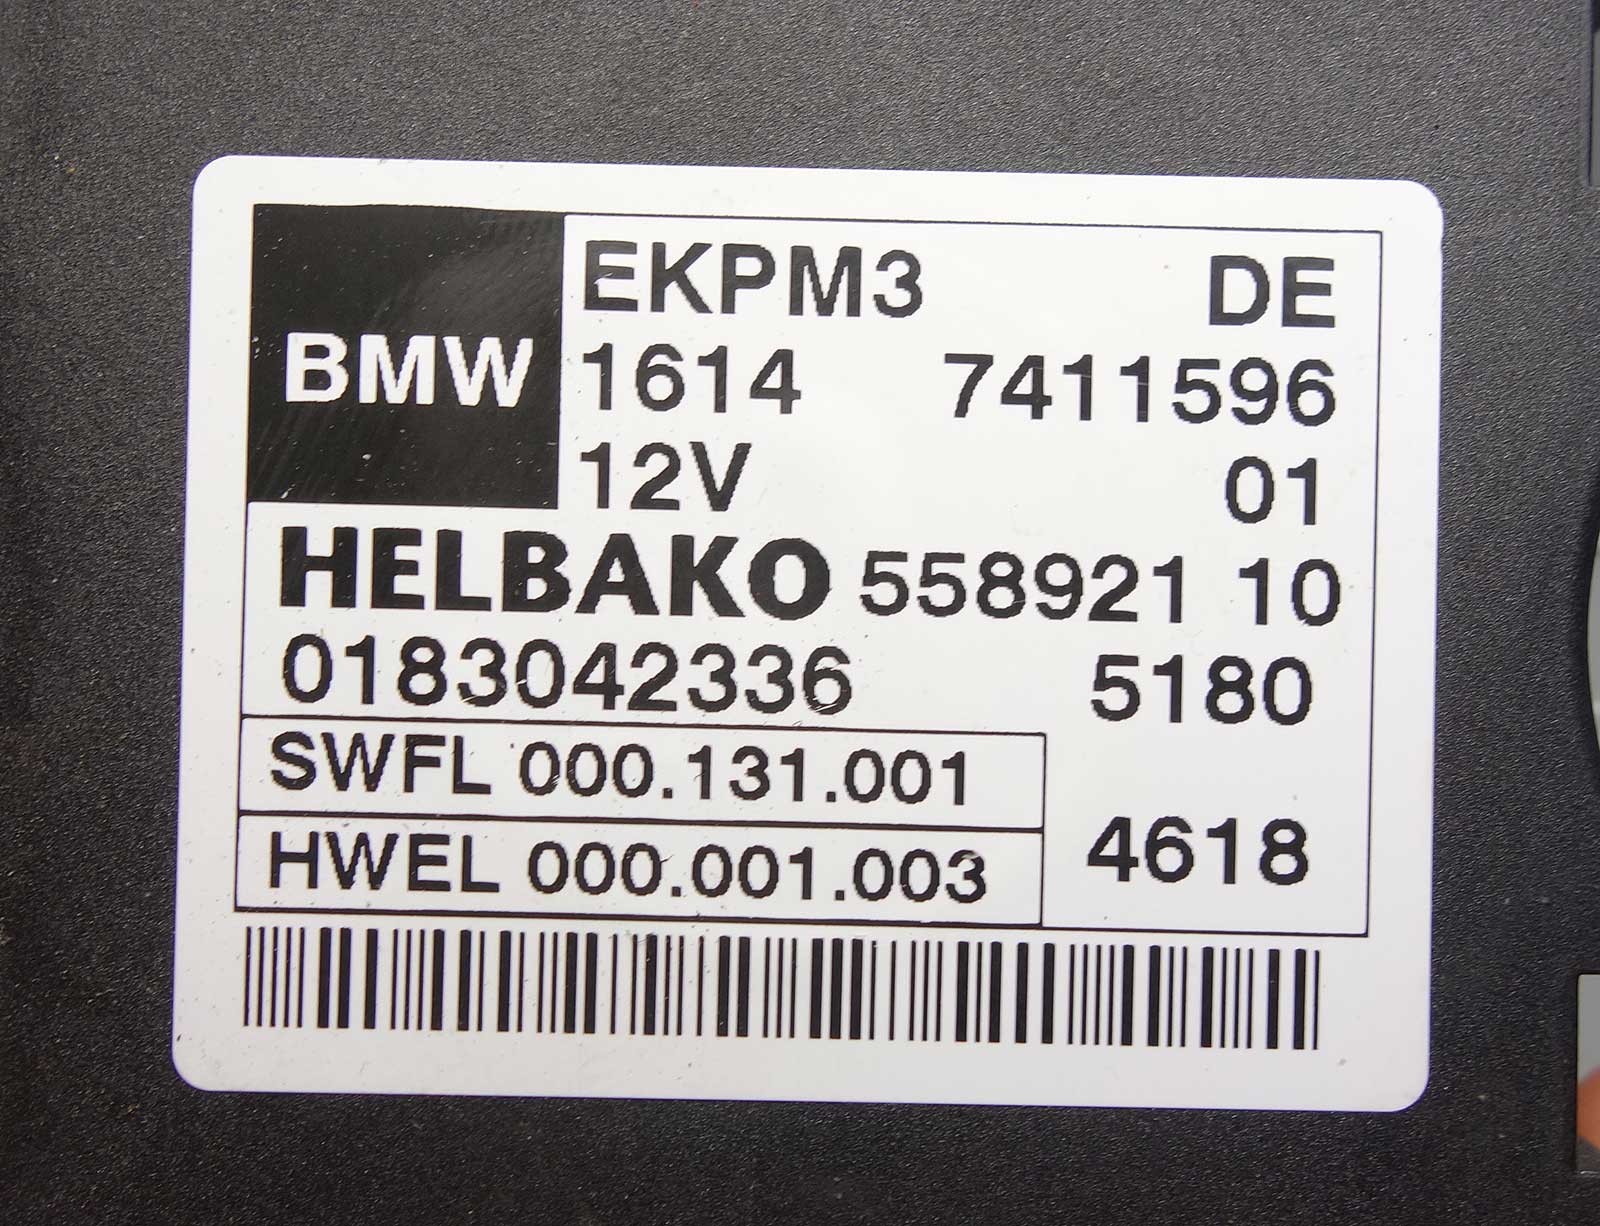 EKPM3 DE
BMW 1614 7411596
12V 01
HELBAKO 558921 10
0183042336 5180
SWFL 000.131.001
HWEL 000.001.003 4618